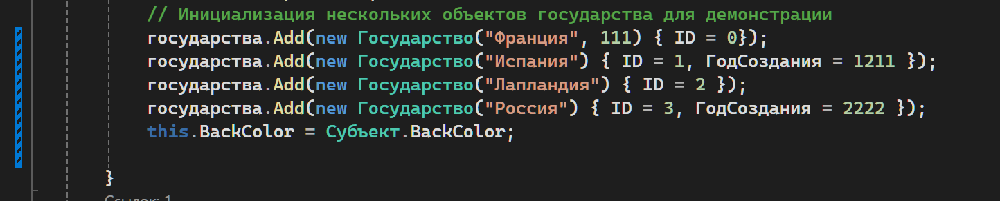 // Инициализация нескольких объектов государства для демонстрации
государства.Add(new Государство("Франция", 111) { ID = 0});
государства.Add(new Государство("Испания") { ID = 1, ГодСоздания = 1211 });
государства.Add(new Государство("Лапландия") { ID = 2 });
государства.Add(new Государство("Россия") { ID = 3, ГодСоздания = 2222 });
this.BackColor = Субъект.BackColor;
}
Ссылок: 1